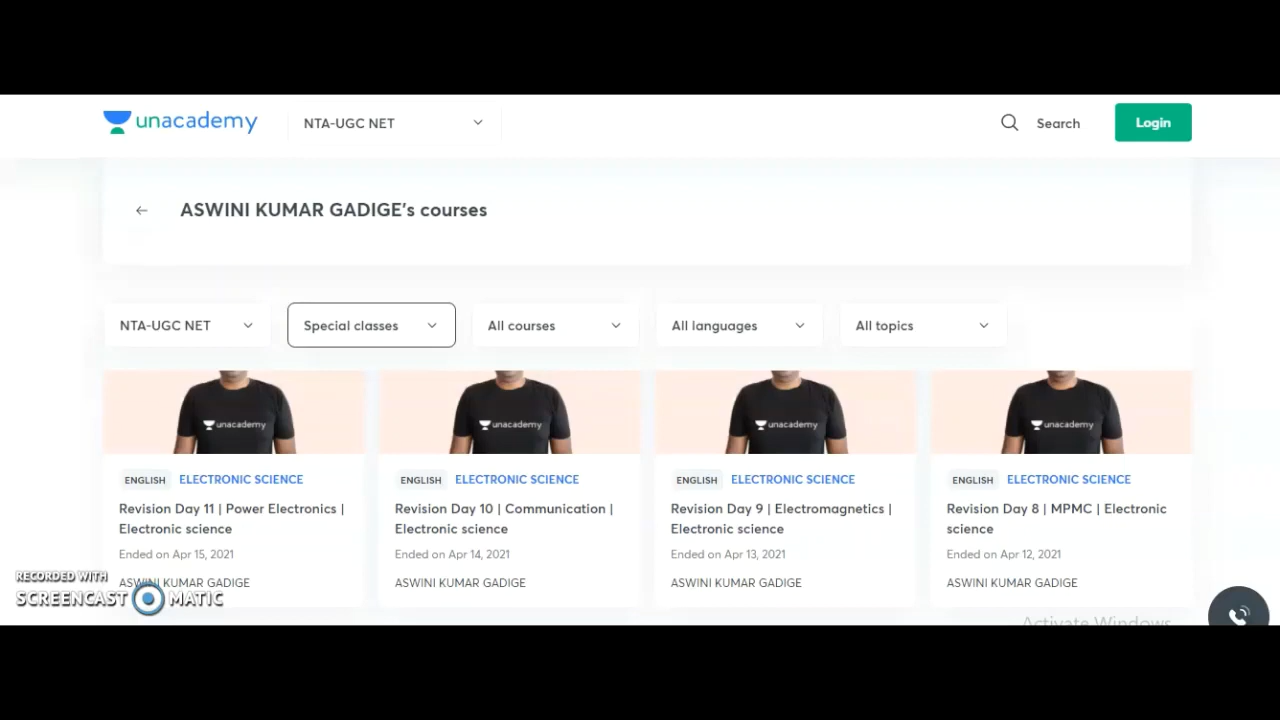 unacademy
NTA-UGC NET
Search
Login
ASWINI KUMAR GADIGE's courses
NTA-UGC NET
Special classes
All courses
All languages
All topics
unacademy
unacademy
unacademy
unacademy
ENGLISH ELECTRONIC SCIENCE
Revision Day 11 | Power Electronics |
Electronic science
Ended on Apr 15, 2021
ASWINI KUMAR GADIGE
ENGLISH ELECTRONIC SCIENCE
Revision Day 10 | Communication |
Electronic science
Ended on Apr 14, 2021
ASWINI KUMAR GADIGE
ENGLISH ELECTRONIC SCIENCE
Revision Day 9 | Electromagnetics |
Electronic science
Ended on Apr 13, 2021
ASWINI KUMAR GADIGE
ENGLISH ELECTRONIC SCIENCE
Revision Day 8 | MPMC | Electronic
science
Ended on Apr 12, 2021
ASWINI KUMAR GADIGE
RECORDED WITH
SCREENCAST MATIC
Activate Windows